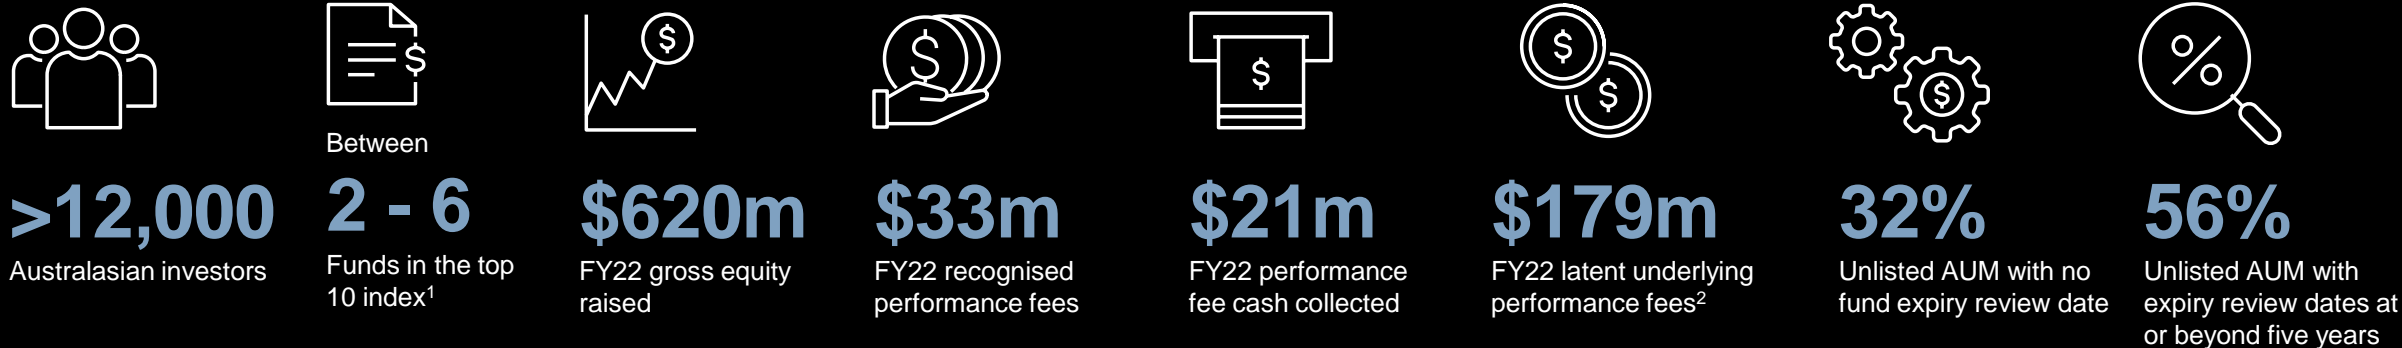 >12,000
Australasian investors
Between
2 - 6
Funds in the top
10 index1
$620m
FY22 gross equity
raised
$33m
FY22 recognised
performance fees
$21m
FY22 performance
fee cash collected
$179m
FY22 latent underlying
performance fees2
32%
Unlisted AUM with no
fund expiry review date
56%
Unlisted AUM with
expiry review dates at
or beyond five years